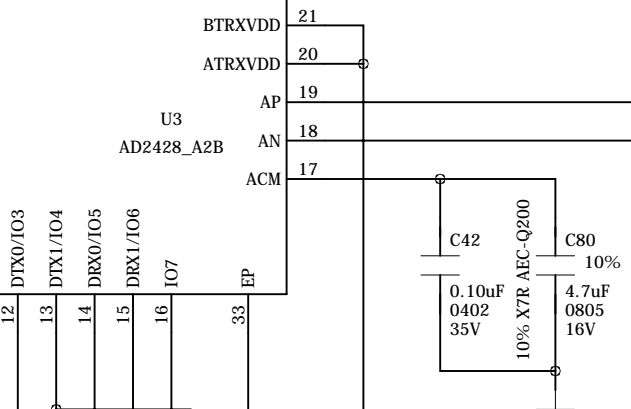 BTRXVDD 21
ATRXVDD 20
AP 19
U3
AD2428_A2B
AN 18
ACM 17
DTX0/IO3
DTX1/IO4
DRX0/IO5
DRX1/IO6
IO7
EP
12
13
14
15
16
33
C42
0.10uF
0402
35V
10% X7R AEC-Q200
C80
10%
4.7uF
0805
16V